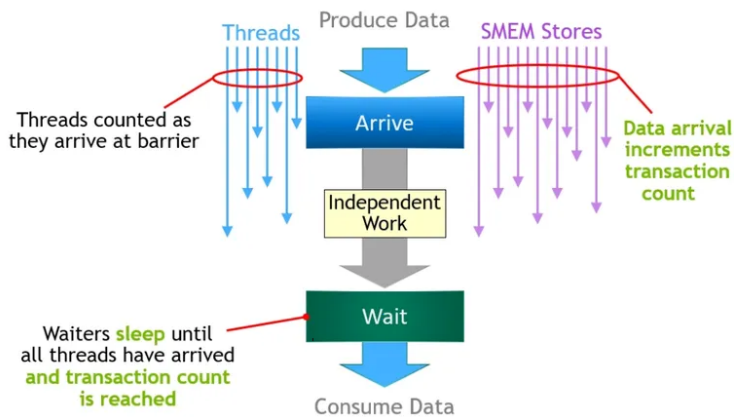 Produce Data
Threads
SMEM Stores
Threads counted as
they arrive at barrier
Arrive
Data arrival
increments
transaction
count
Independent
Work
Wait
Waiters sleep until
all threads have arrived
and transaction count
is reached
Consume Data